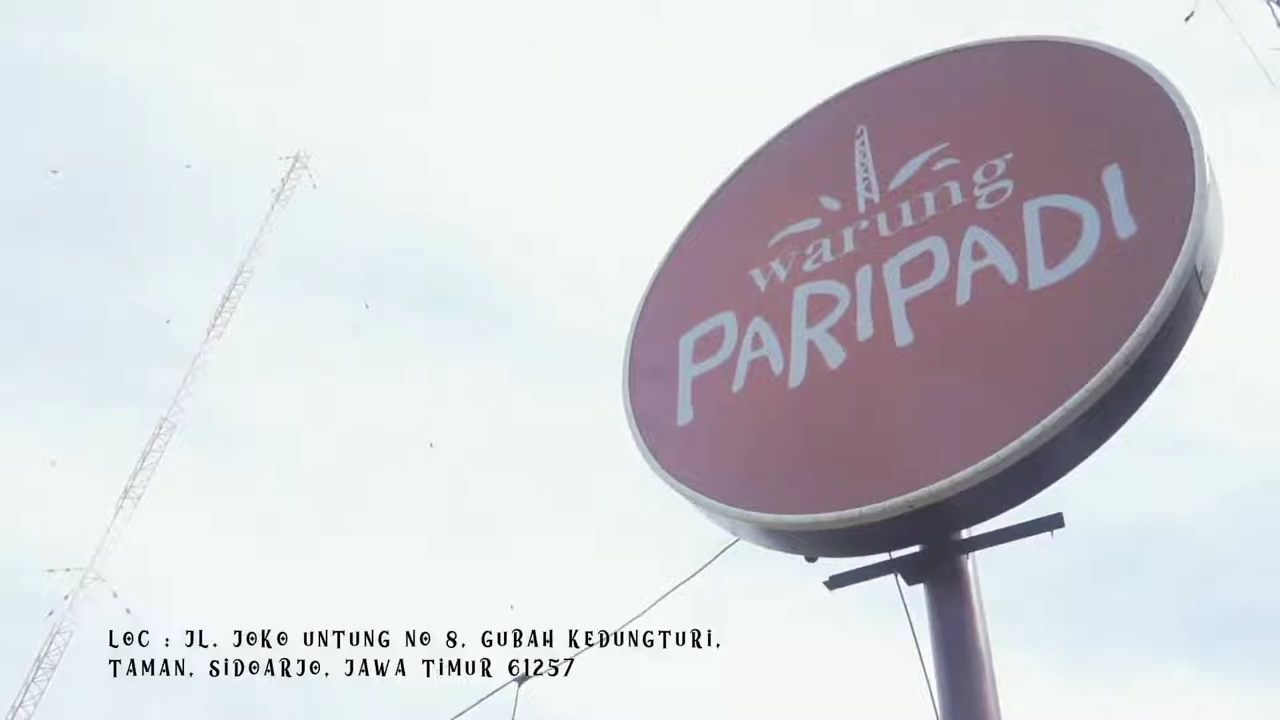 warung
PARIPADI
LOC : JL. JOKO UNTUNG NO 8, GUBAH KEDUNGTURI,
TAMAN, SIDOARJO, JAWA TIMUR 61257